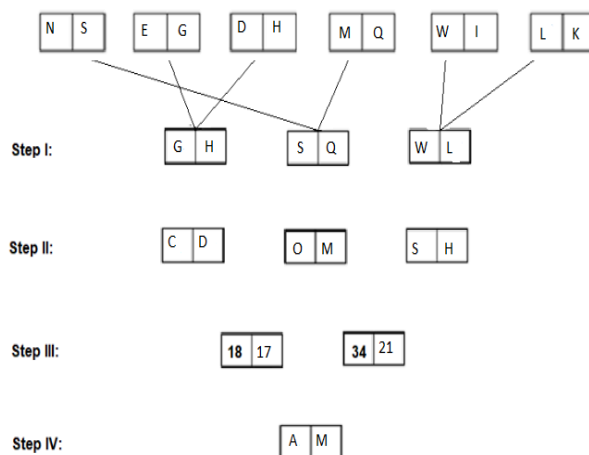 N S E G D H M Q W I L K
Step I: G H S Q W L
Step II: C D O M S H
Step III: 18 17 34 21
Step IV: A M